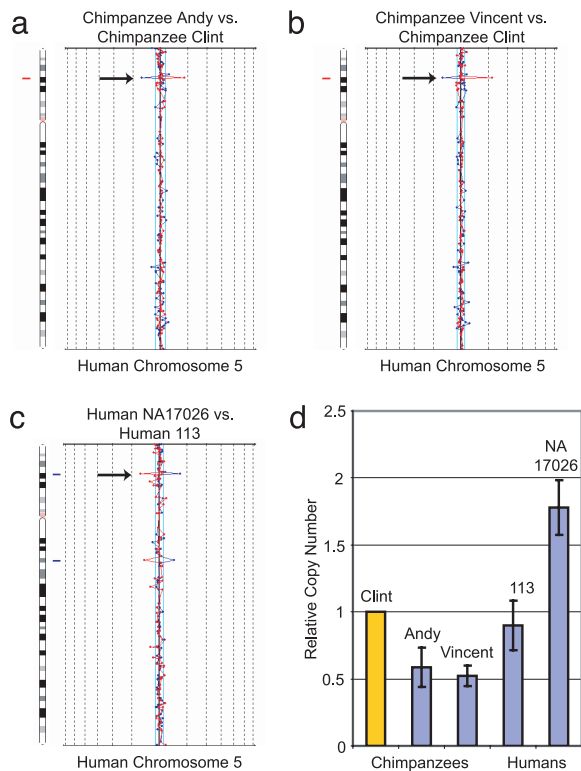 a
Chimpanzee Andy vs.
Chimpanzee Clint
Human Chromosome 5
b
Chimpanzee Vincent vs.
Chimpanzee Clint
Human Chromosome 5
c
Human NA17026 vs.
Human 113
Human Chromosome 5
d
Relative Copy Number
2.5
2
1.5
1
0.5
0
Clint
Andy
Vincent
113
NA
17026
Chimpanzees
Humans